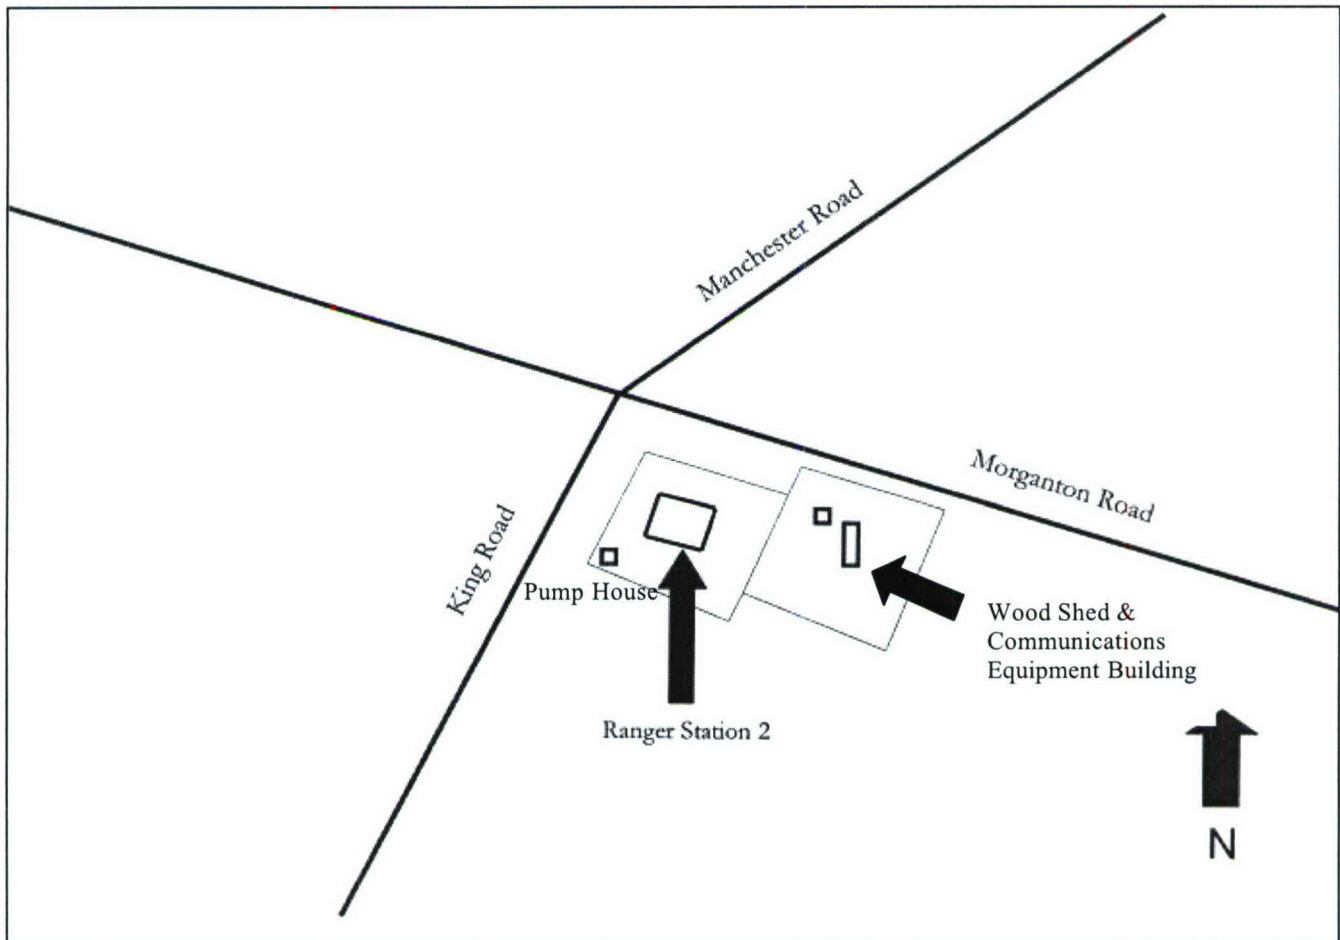 Manchester Road
Morganton Road
King Road
Pump House
Wood Shed &
Communications
Equipment Building
Ranger Station 2
N